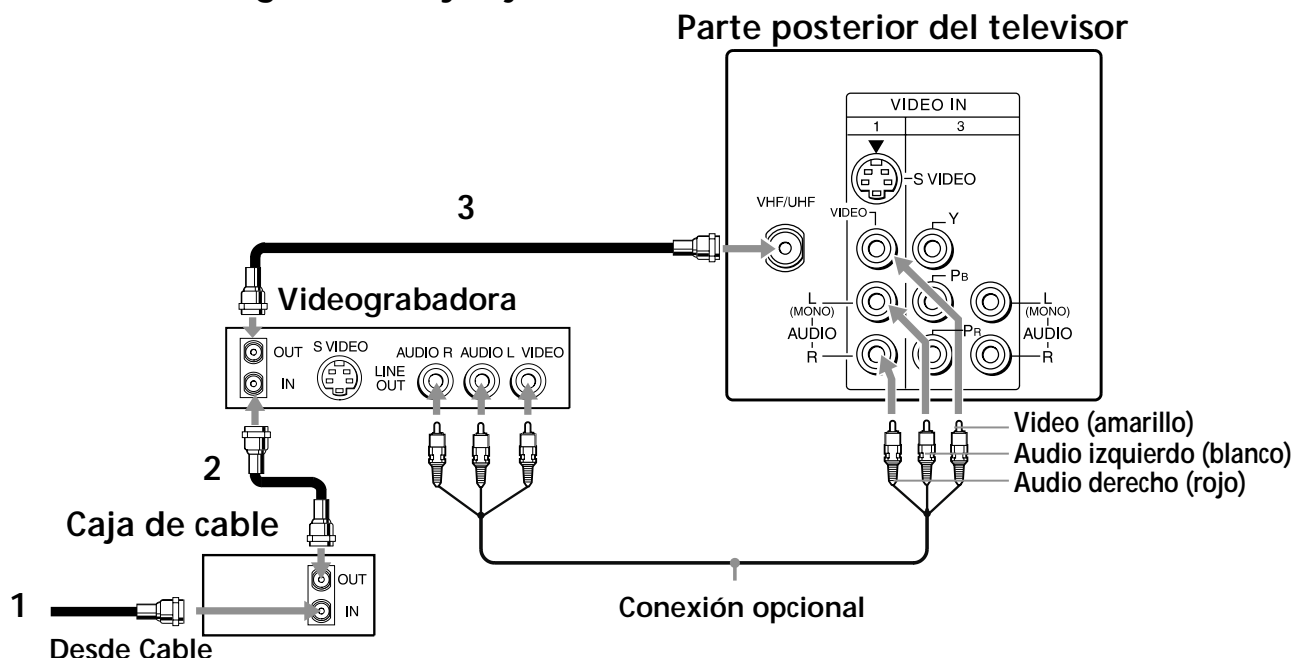 Parte posterior del televisor
VIDEO IN
1 3
S VIDEO
VHF/UHF
VIDEO
Y
PB
L
(MONO)
AUDIO
R
PR
L
(MONO)
AUDIO
R
3
Videograbadora
OUT
IN
S VIDEO
LINE
OUT
AUDIO R AUDIO L VIDEO
Video (amarillo)
Audio izquierdo (blanco)
Audio derecho (rojo)
2
Caja de cable
OUT
IN
1
Desde Cable
Conexión opcional